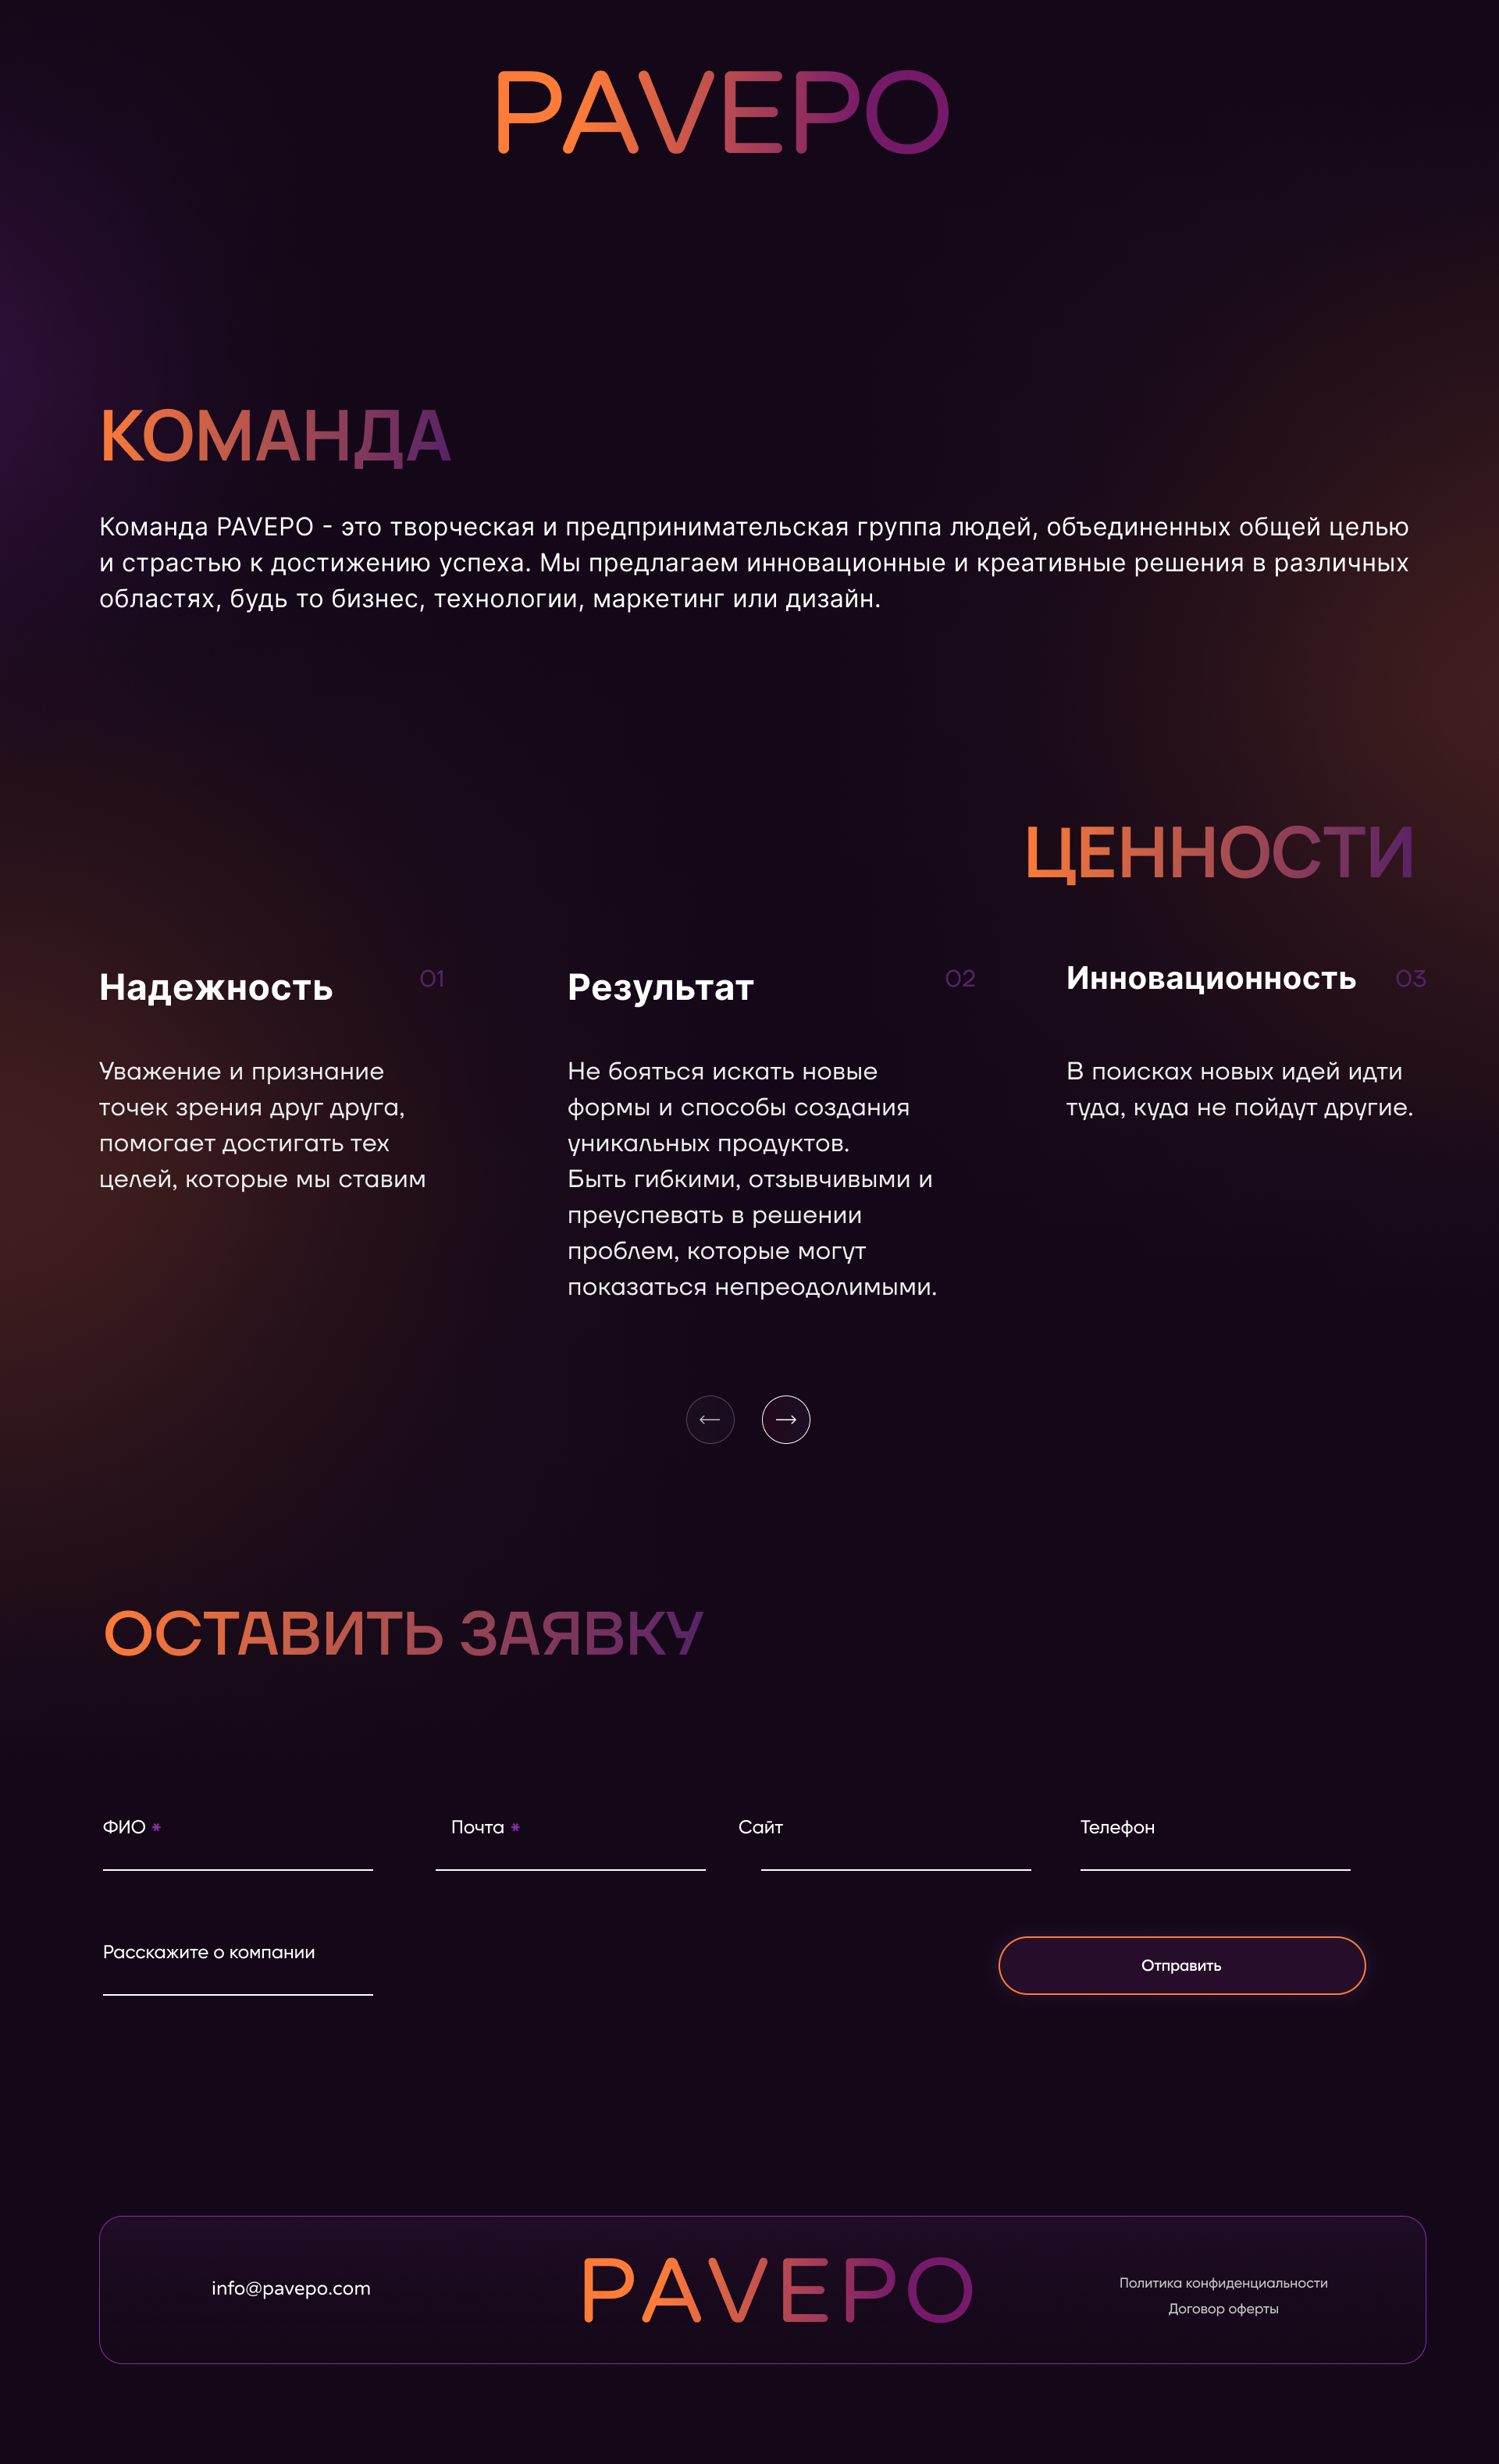 PAVEPO
КОМАНДА
Команда PAVEPO - это творческая и предпринимательская группа людей, объединенных общей целью
и страстью к достижению успеха. Мы предлагаем инновационные и креативные решения в различных
областях, будь то бизнес, технологии, маркетинг или дизайн.
ЦЕННОСТИ
Надежность 01
Уважение и признание
точек зрения друг друга,
помогает достигать тех
целей, которые мы ставим
Результат 02
Не бояться искать новые
формы и способы создания
уникальных продуктов.
Быть гибкими, отзывчивыми и
преуспевать в решении
проблем, которые могут
показаться непреодолимыми.
Инновационность 03
В поисках новых идей идти
туда, куда не пойдут другие.
ОСТАВИТЬ ЗАЯВКУ
ФИО *
Почта *
Сайт
Телефон
Расскажите о компании
Отправить
info@pavepo.com
PAVEPO
Политика конфиденциальности
Договор оферты